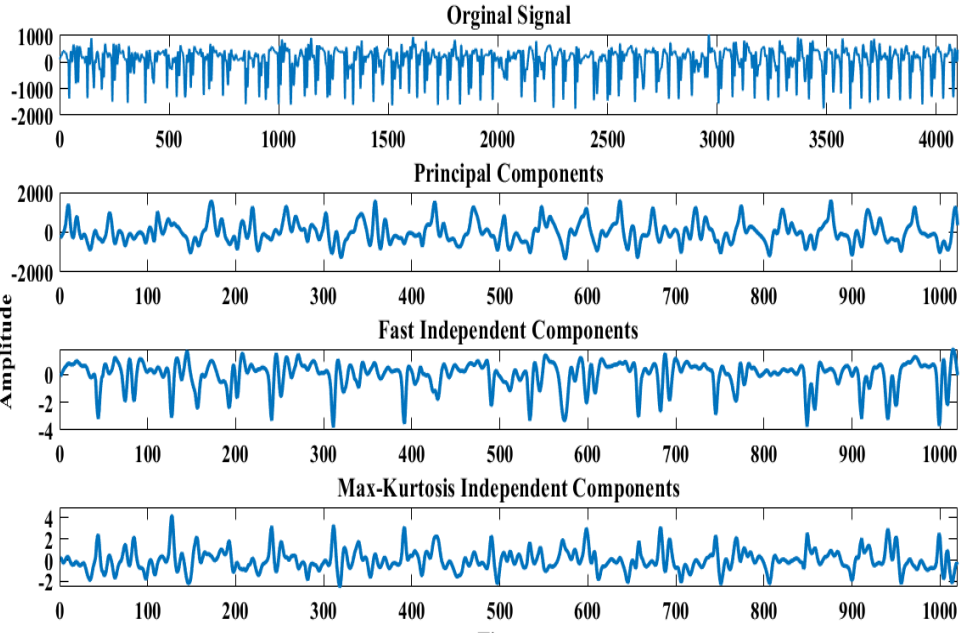 Orginal Signal
1000
0
-1000
-2000
0 500 1000 1500 2000 2500 3000 3500 4000
Principal Components
2000
0
-2000
0 100 200 300 400 500 600 700 800 900 1000
Amplitude
Fast Independent Components
0
-2
-4
0 100 200 300 400 500 600 700 800 900 1000
Max-Kurtosis Independent Components
4
2
0
-2
0 100 200 300 400 500 600 700 800 900 1000